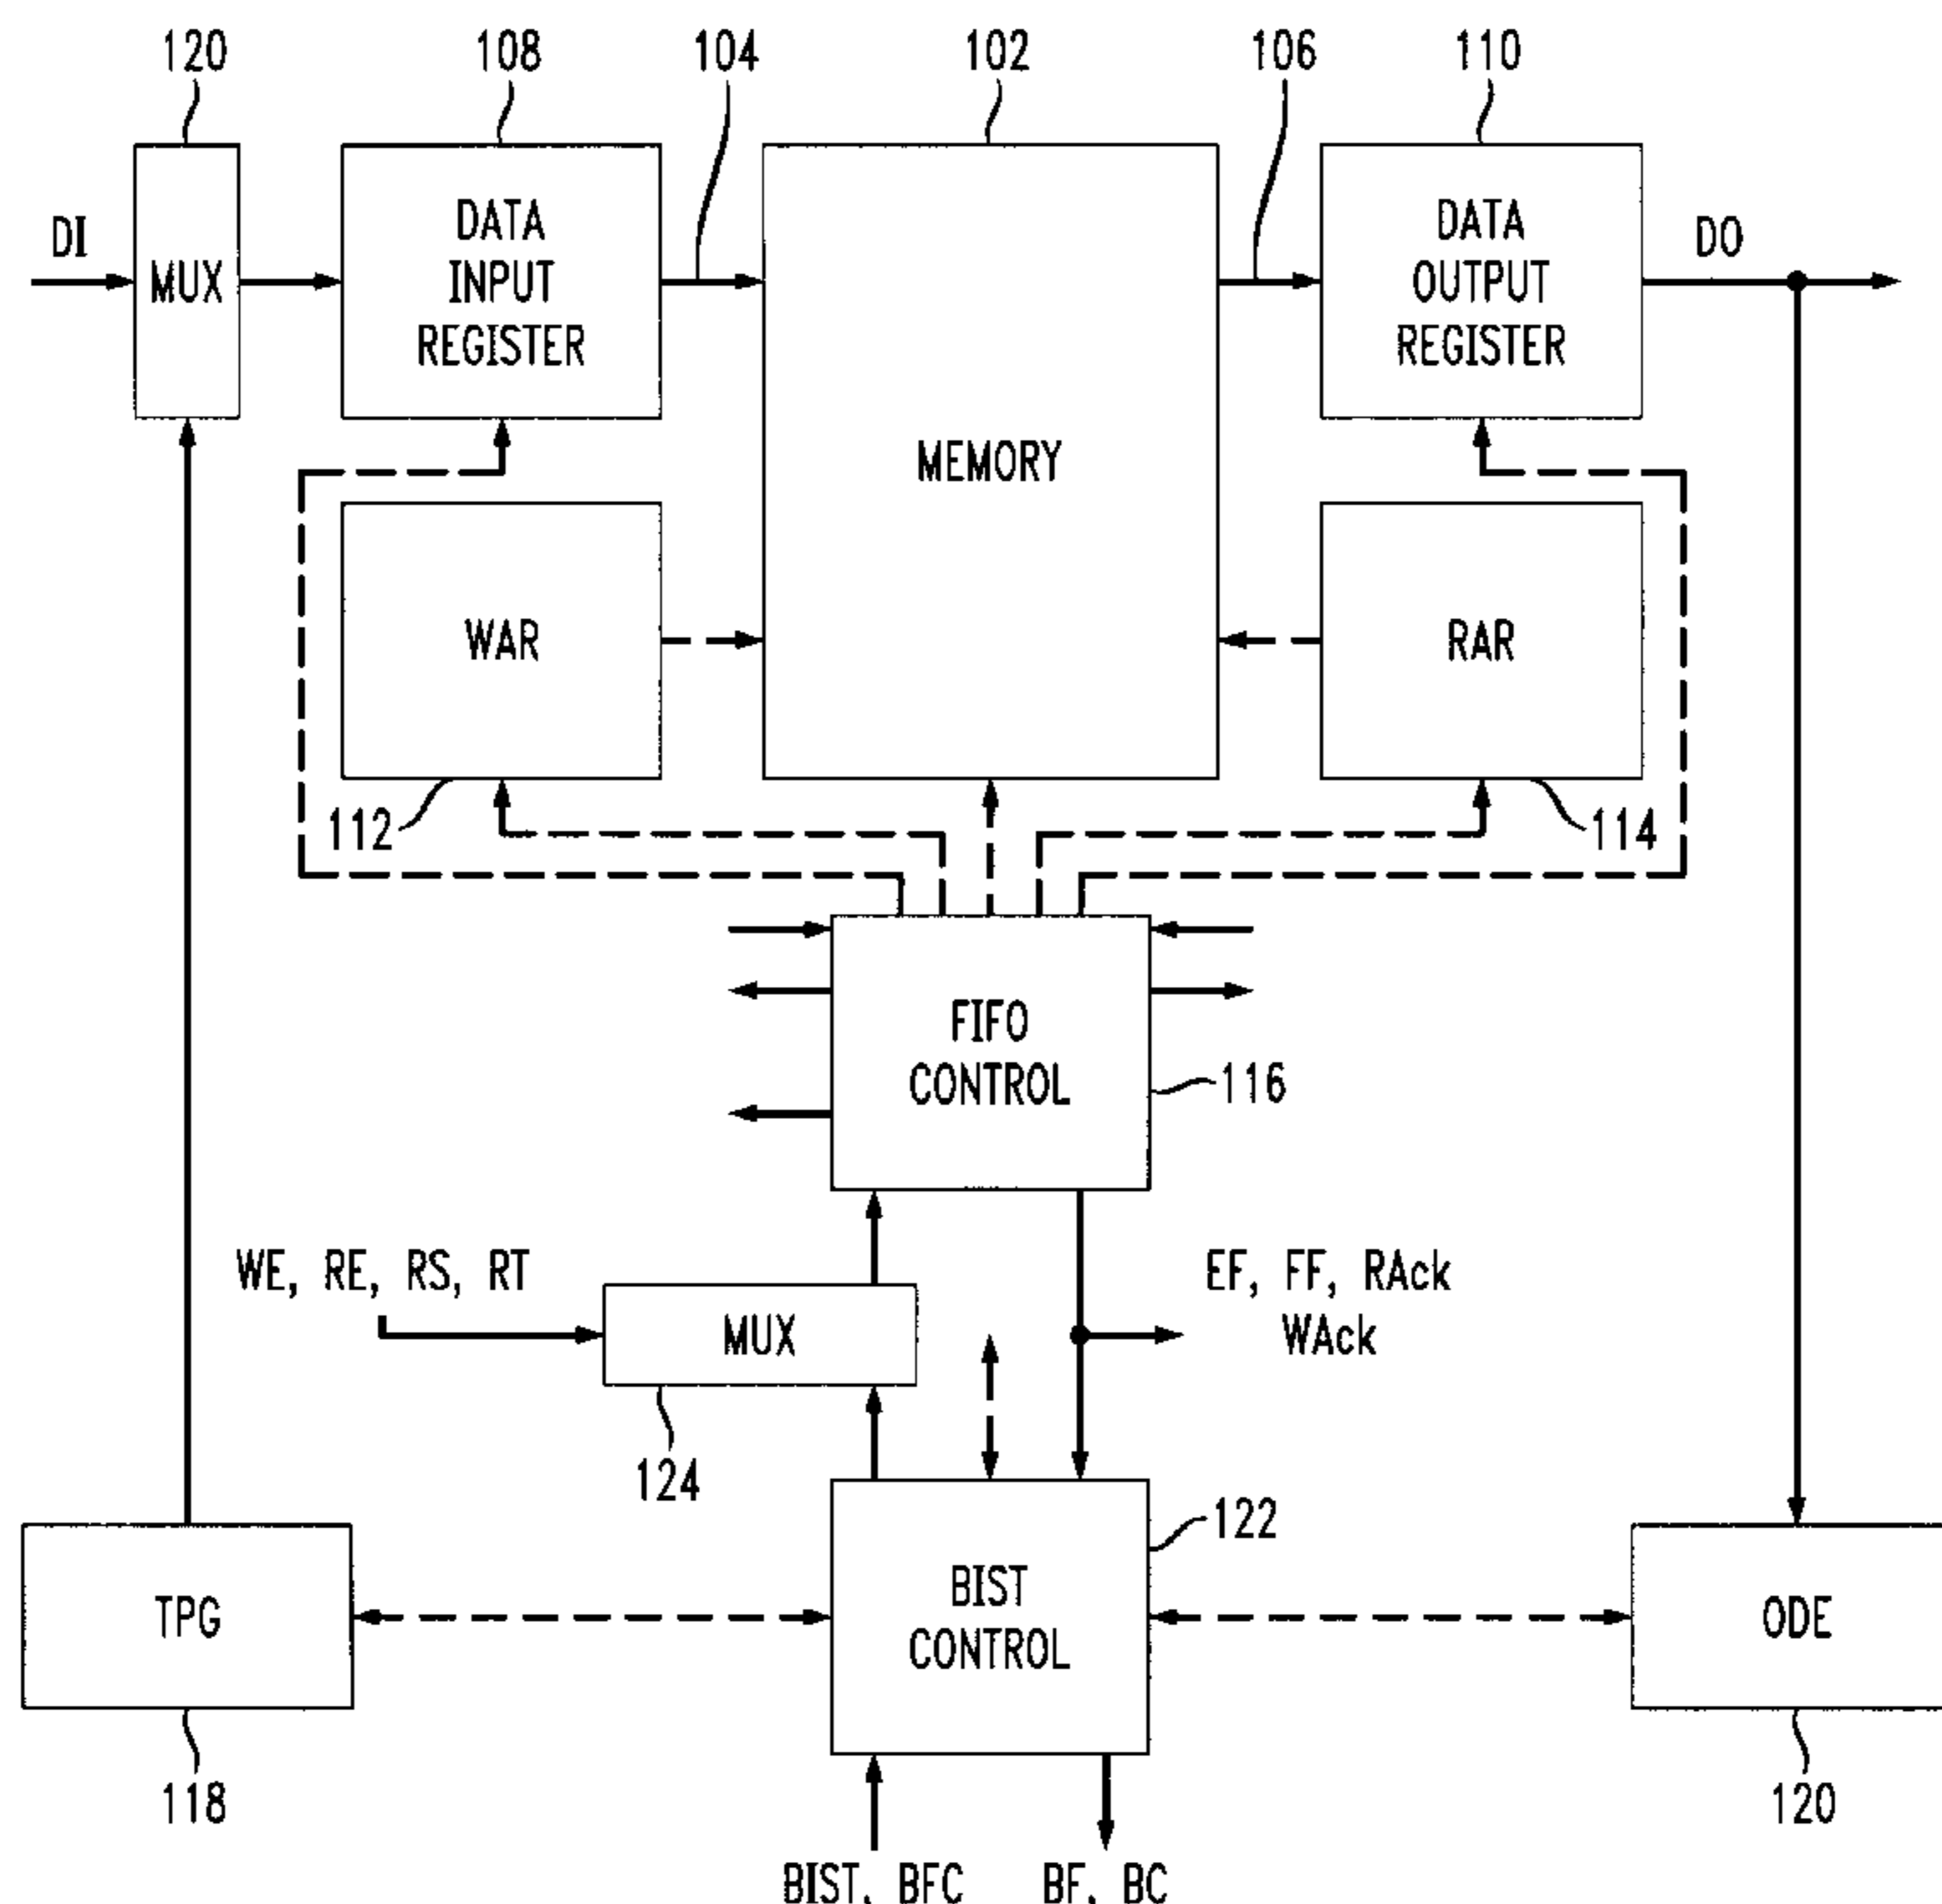 120
108
104
102
106
110
DI
MUX
DATA
INPUT
REGISTER
MEMORY
DATA
OUTPUT
REGISTER
DO
WAR
RAR
112
114
FIFO
CONTROL
116
WE, RE, RS, RT
MUX
EF, FF, RAck
WAck
124
122
TPG
BIST
CONTROL
ODE
118
120
BIST, BFC
BF, BC